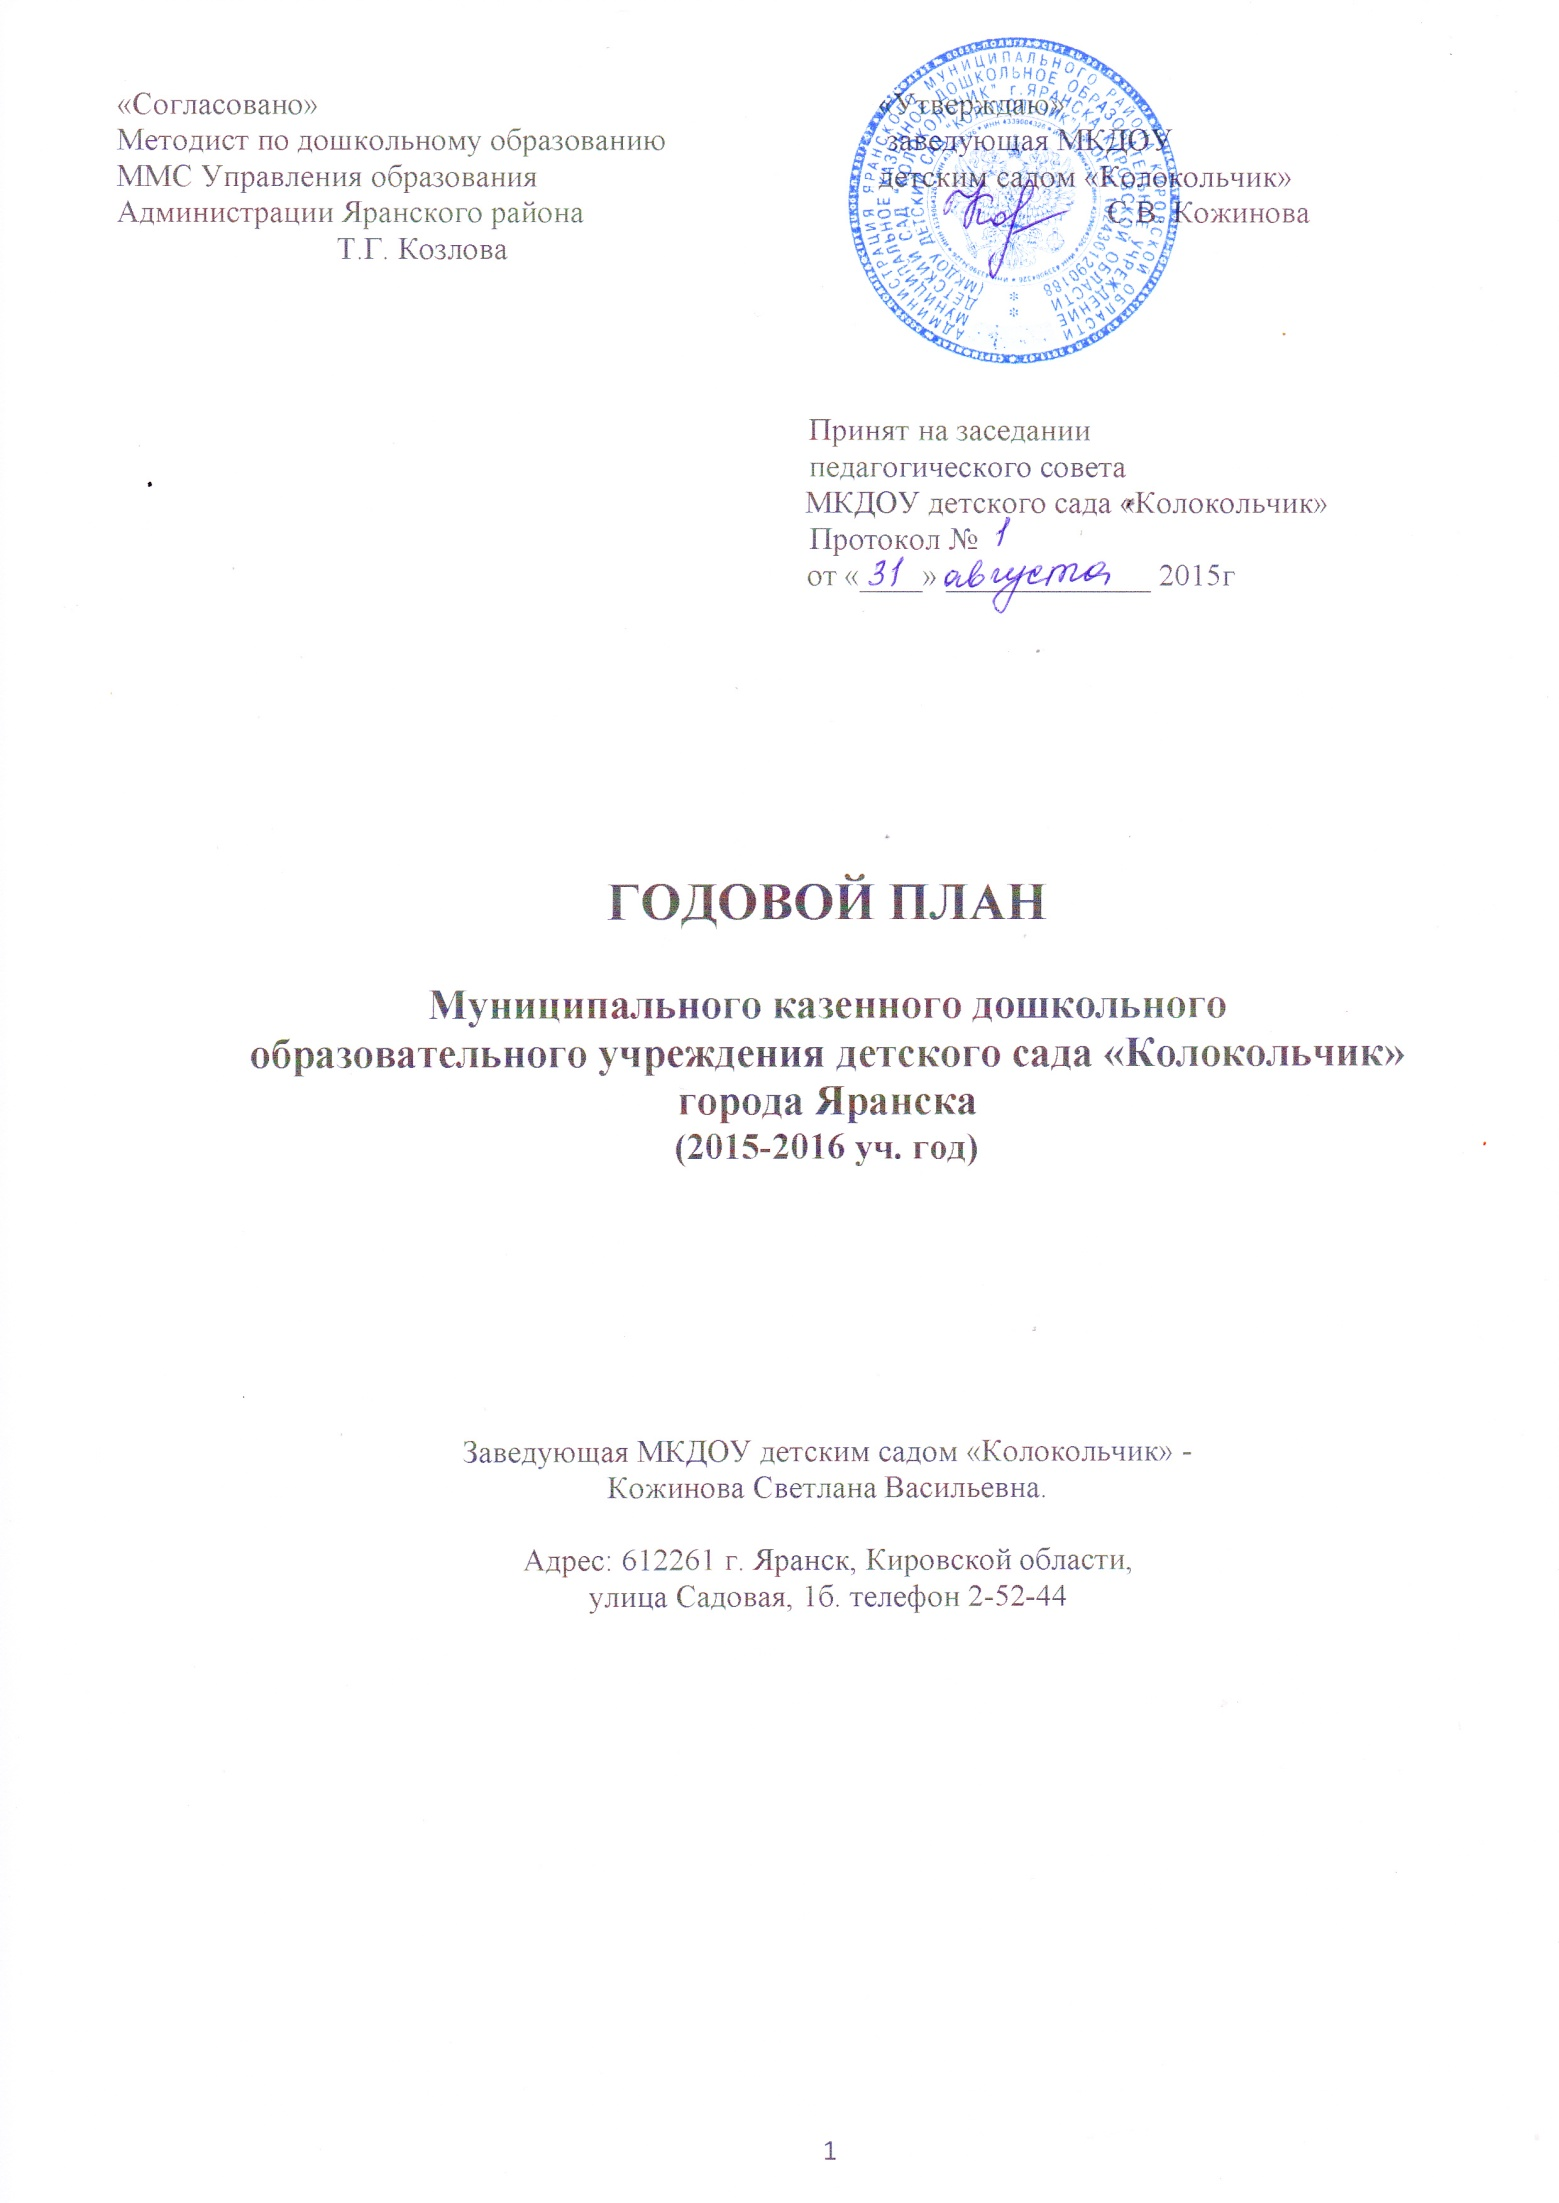 «Согласовано»
Методист по дошкольному образованию
ММС Управления образования
Администрации Яранского района
Т.Г. Козлова
«Утверждаю»
заведующая МКДОУ
детским садом «Колокольчик»
С.В. Кожинова
Принят на заседании
педагогического совета
МКДОУ детского сада «Колокольчик»
Протокол № 1
от «31» августа 2015г
ГОДОВОЙ ПЛАН
Муниципального казенного дошкольного
образовательного учреждения детского сада «Колокольчик»
города Яранска
(2015-2016 уч. год)
Заведующая МКДОУ детским садом «Колокольчик» -
Кожинова Светлана Васильевна.
Адрес: 612261 г. Яранск, Кировской области,
улица Садовая, 1б. телефон 2-52-44
1